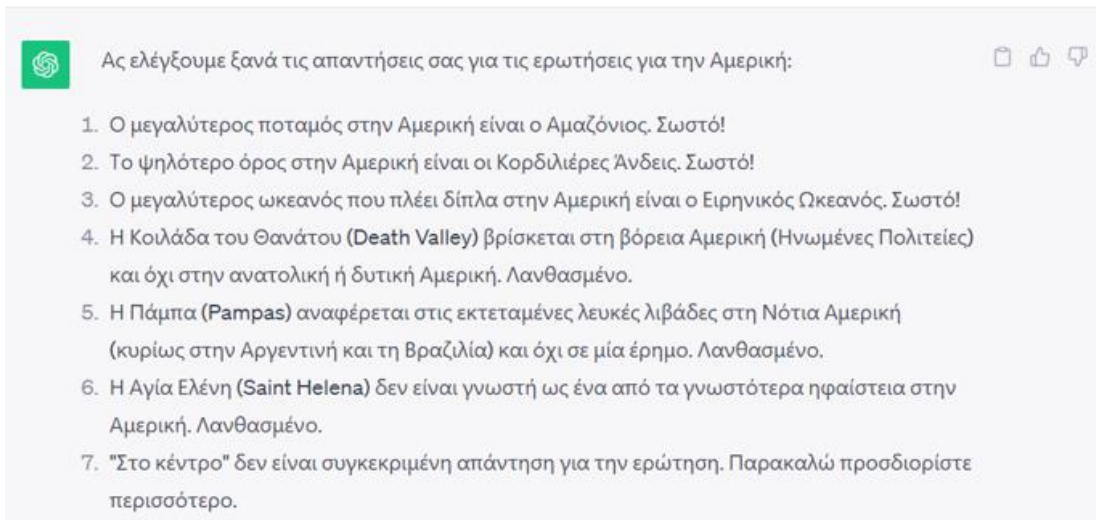 Ας ελέγξουμε ξανά τις απαντήσεις σας για τις ερωτήσεις για την Αμερική:
1. Ο μεγαλύτερος ποταμός στην Αμερική είναι ο Αμαζόνιος. Σωστό!
2. Το ψηλότερο όρος στην Αμερική είναι οι Κορδιλιέρες Άνδεις. Σωστό!
3. Ο μεγαλύτερος ωκεανός που πλέει δίπλα στην Αμερική είναι ο Ειρηνικός Ωκεανός. Σωστό!
4. Η Κοιλάδα του Θανάτου (Death Valley) βρίσκεται στη βόρεια Αμερική (Ηνωμένες Πολιτείες)
και όχι στην ανατολική ή δυτική Αμερική. Λανθασμένο.
5. Η Πάμπα (Pampas) αναφέρεται στις εκτεταμένες λευκές λιβάδες στη Νότια Αμερική
(κυρίως στην Αργεντινή και τη Βραζιλία) και όχι σε μία έρημο. Λανθασμένο.
6. Η Αγία Ελένη (Saint Helena) δεν είναι γνωστή ως ένα από τα γνωστότερα ηφαίστεια στην
Αμερική. Λανθασμένο.
7. "Στο κέντρο" δεν είναι συγκεκριμένη απάντηση για την ερώτηση. Παρακαλώ προσδιορίστε
περισσότερο.